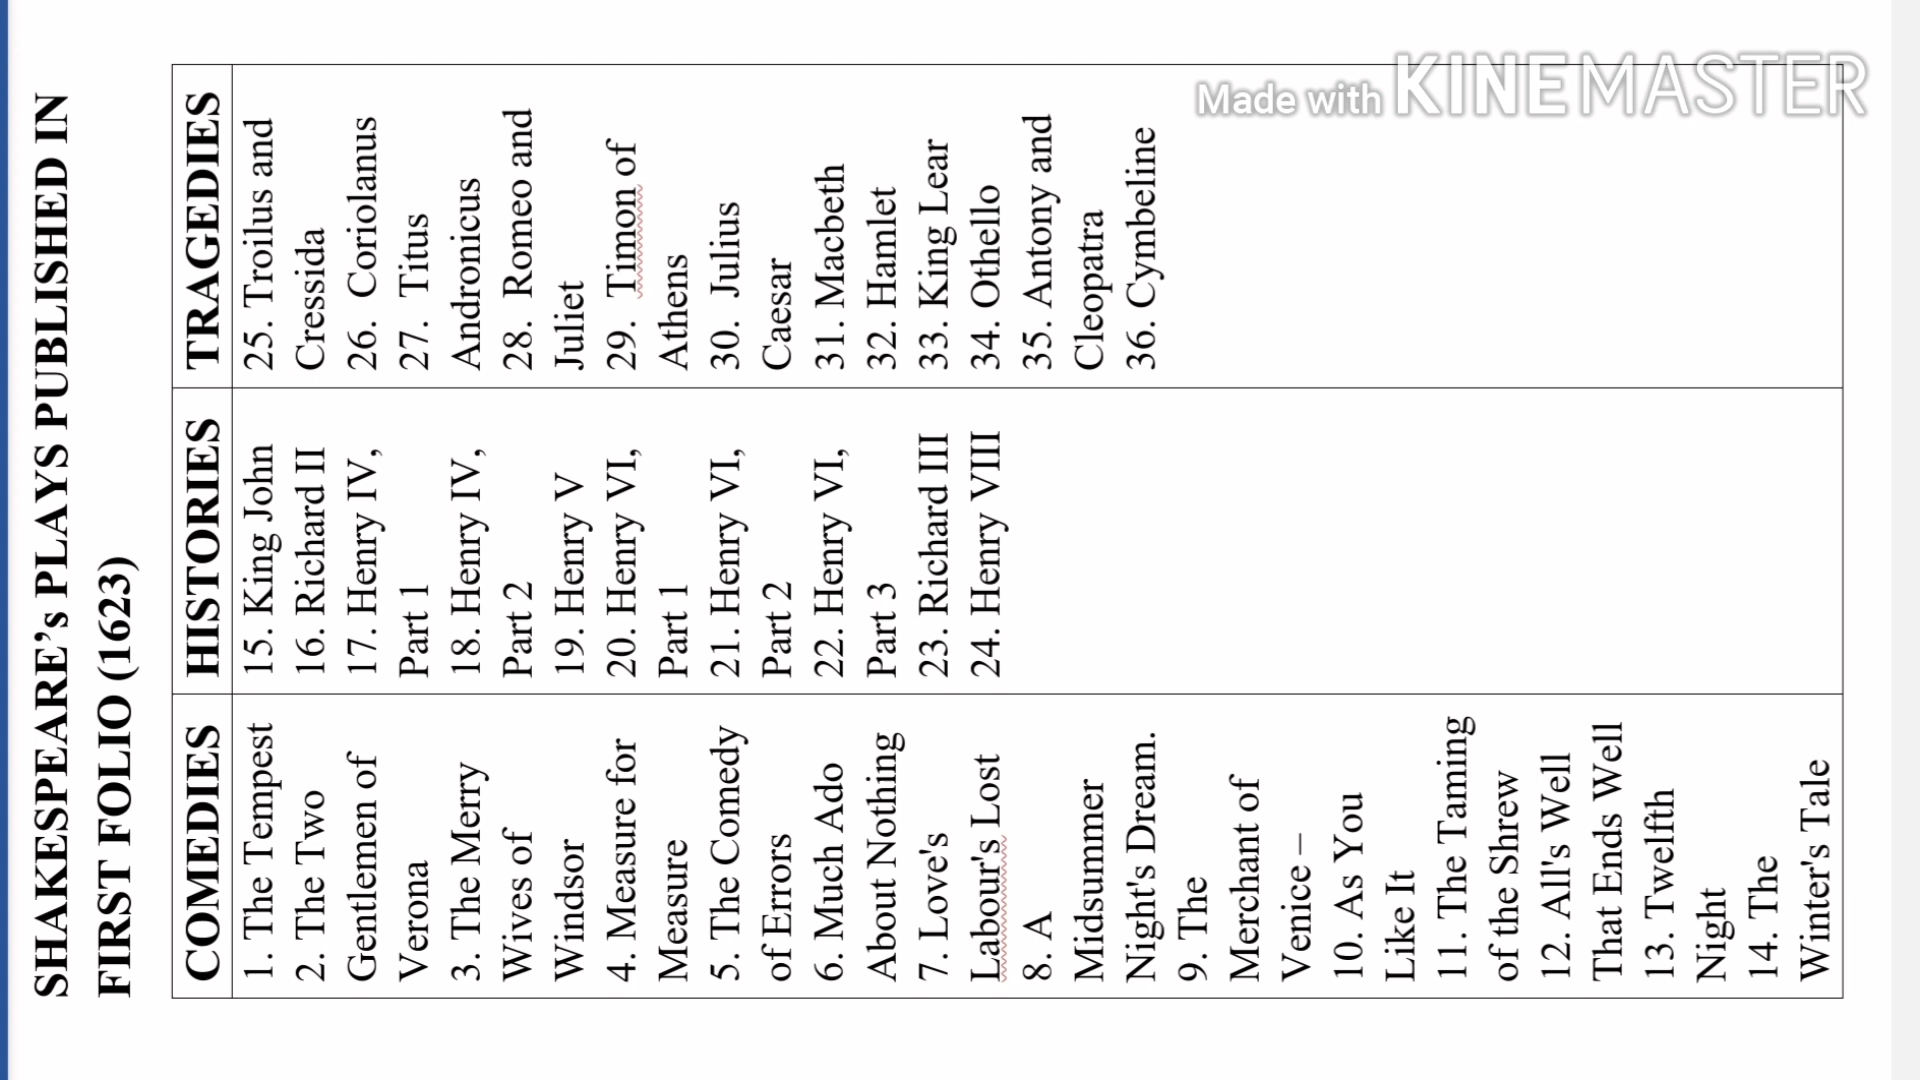 SHAKESPEARE’s PLAYS PUBLISHED IN
FIRST FOLIO (1623)
COMEDIES
1. The Tempest
2. The Two
Gentlemen of
Verona
3. The Merry
Wives of
Windsor
4. Measure for
Measure
5. The Comedy
of Errors
6. Much Ado
About Nothing
7. Love's
Labour's Lost
8. A
Midsummer
Night's Dream.
9. The
Merchant of
Venice –
10. As You
Like It
11. The Taming
of the Shrew
12. All's Well
That Ends Well
13. Twelfth
Night
14. The
Winter's Tale
HISTORIES
15. King John
16. Richard II
17. Henry IV,
Part 1
18. Henry IV,
Part 2
19. Henry V
20. Henry VI,
Part 1
21. Henry VI,
Part 2
22. Henry VI,
Part 3
23. Richard III
24. Henry VIII
TRAGEDIES
25. Troilus and
Cressida
26. Coriolanus
27. Titus
Andronicus
28. Romeo and
Juliet
29. Timon of
Athens
30. Julius
Caesar
31. Macbeth
32. Hamlet
33. King Lear
34. Othello
35. Antony and
Cleopatra
36. Cymbeline
Made with KINEMASTER